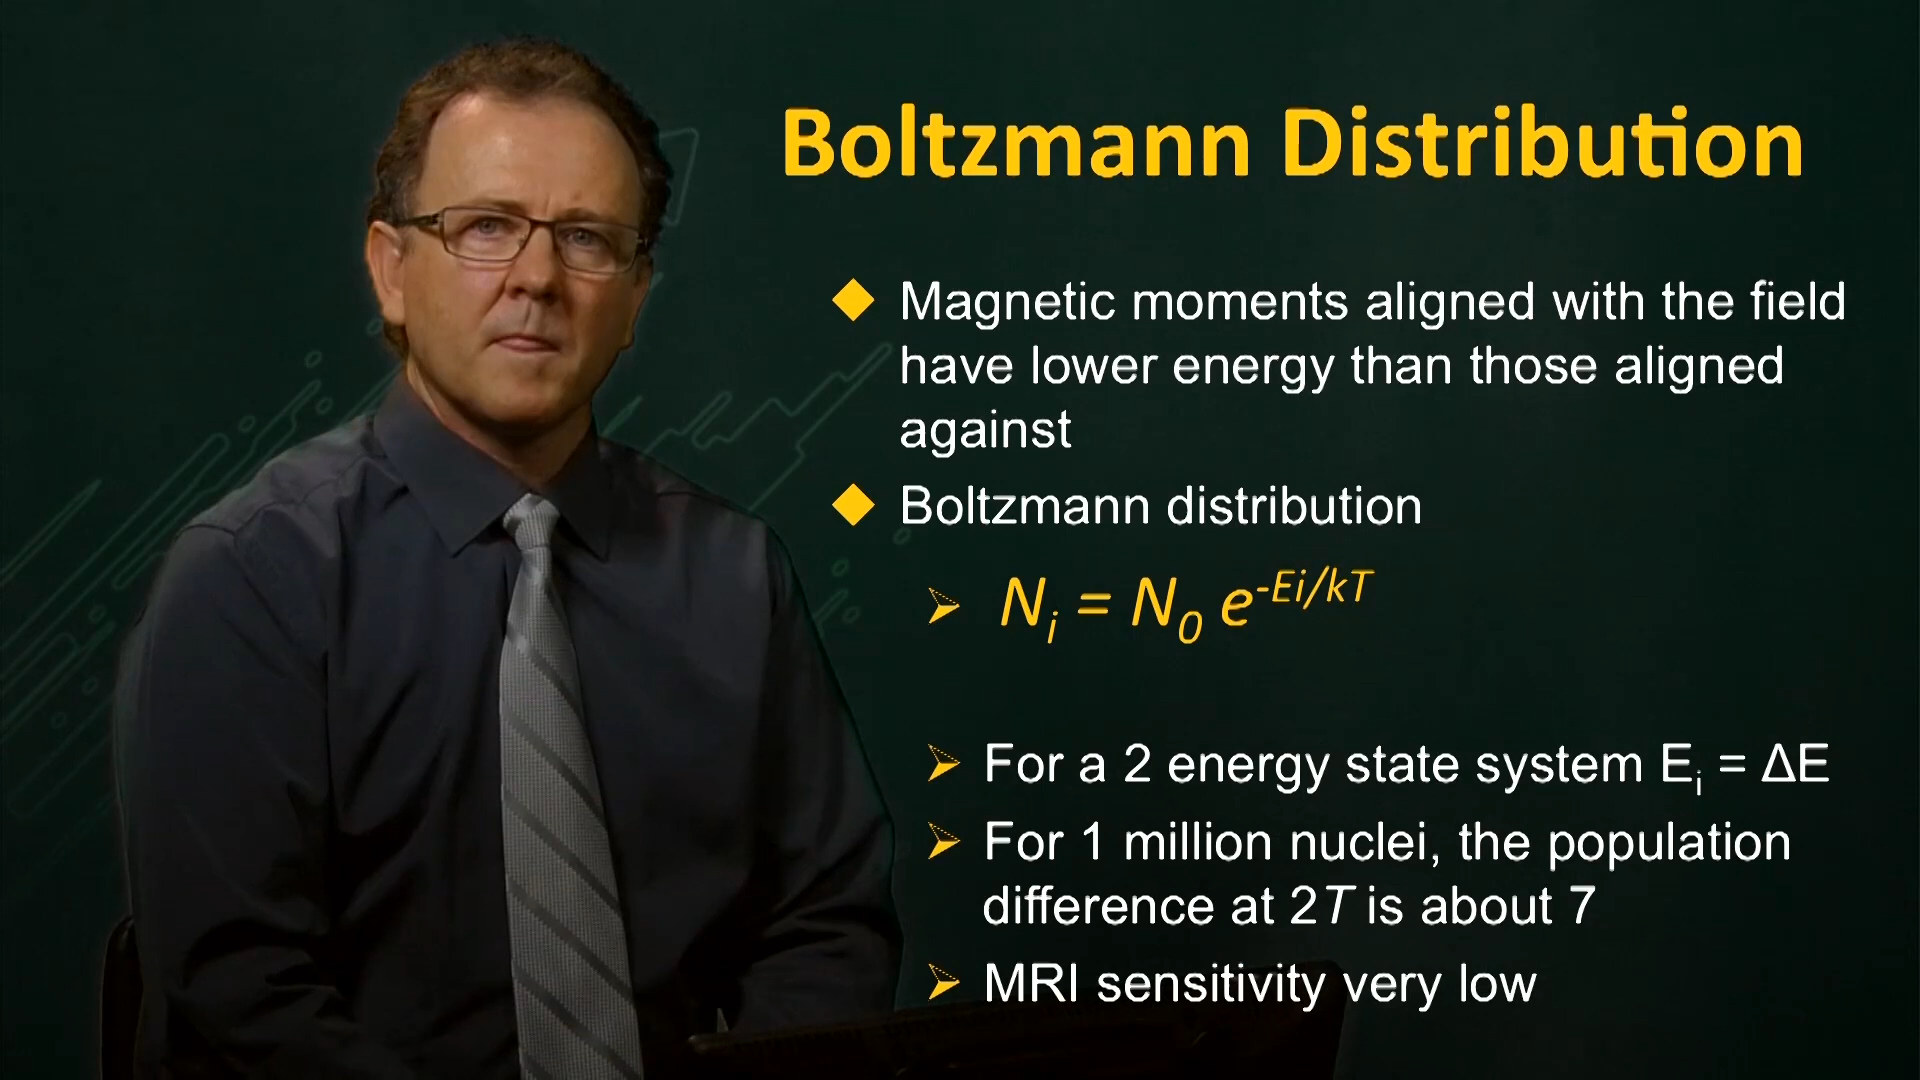 Boltzmann Distribution
Magnetic moments aligned with the field
have lower energy than those aligned
against
Boltzmann distribution
Nᵢ = N₀ e^-Ei/kT
For a 2 energy state system Eᵢ = ΔE
For 1 million nuclei, the population
difference at 2T is about 7
MRI sensitivity very low